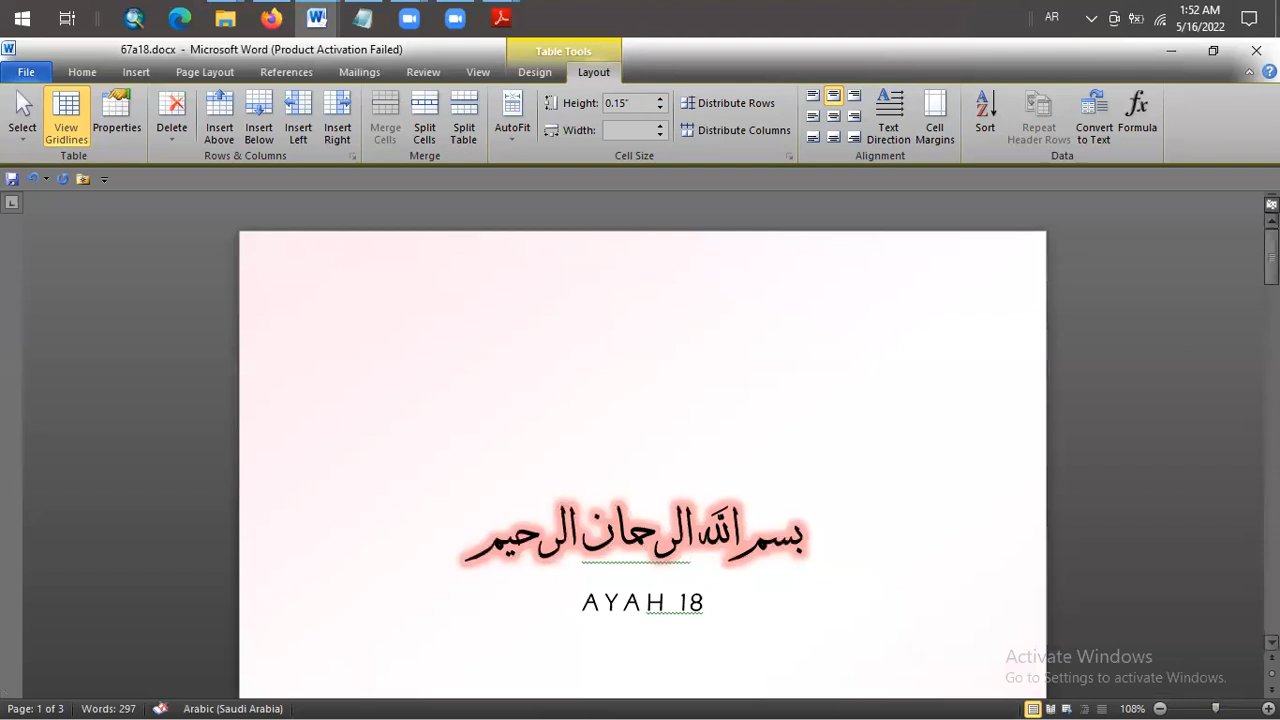 AR
1:52 AM
5/16/2022
67a18.docx - Microsoft Word (Product Activation Failed)
Table Tools
File Home Insert Page Layout References Mailings Review View Design Layout
Select
View Gridlines
Properties
Table
Delete
Insert Above
Insert Below
Insert Left
Insert Right
Rows & Columns
Merge Cells
Split Cells
Split Table
Merge
AutoFit
Height: 0.15"
Width:
Distribute Rows
Distribute Columns
Cell Size
Text Direction
Cell Margins
Alignment
Sort
Repeat Header Rows
Convert to Text
Formula
Data
بسم الله الرحمان الرحيم
AYAH 18
Activate Windows
Go to Settings to activate Windows.
Page: 1 of 3
Words: 297
Arabic (Saudi Arabia)
108%